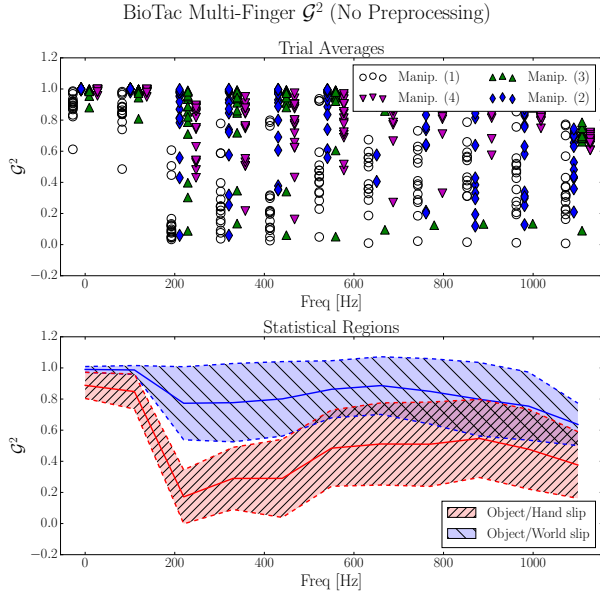 BioTac Multi-Finger 𝒢² (No Preprocessing)
Trial Averages
Manip. (1) Manip. (3)
Manip. (4) Manip. (2)
1.2
1.0
0.8
0.6
0.4
0.2
0.0
−0.2
𝒢²
0 200 400 600 800 1000
Freq [Hz]
Statistical Regions
1.2
1.0
0.8
0.6
0.4
0.2
0.0
−0.2
𝒢²
Object/Hand slip
Object/World slip
0 200 400 600 800 1000
Freq [Hz]